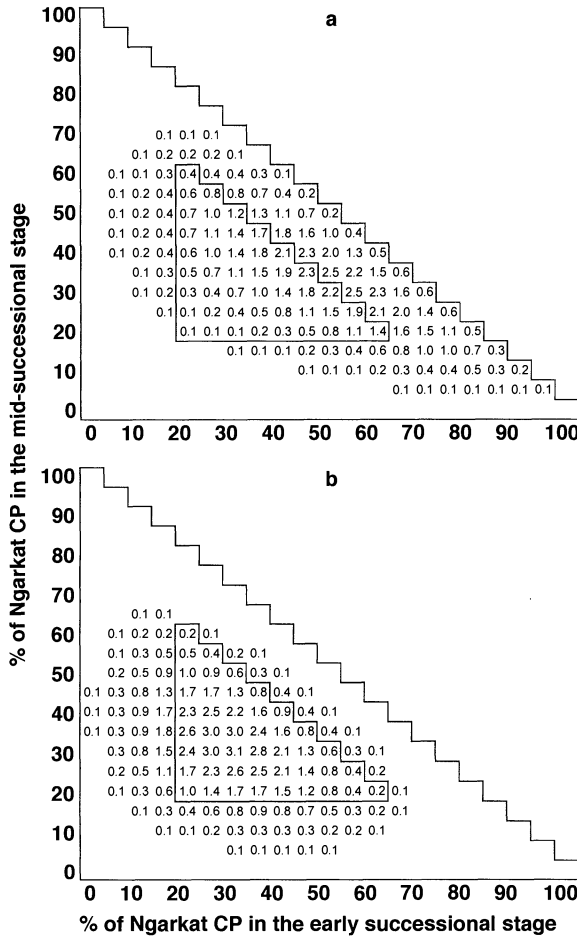 a
100
90
80
70
0.1 0.1 0.1
0.1 0.2 0.2 0.2 0.1
60
0.1 0.1 0.3 0.4 0.4 0.4 0.3 0.1
0.1 0.2 0.4 0.6 0.8 0.8 0.7 0.4 0.2
50
0.1 0.2 0.4 0.7 1.0 1.2 1.3 1.1 0.7 0.2
0.1 0.2 0.4 0.7 1.1 1.4 1.7 1.8 1.6 1.0 0.4
40
0.1 0.2 0.4 0.6 1.0 1.4 1.8 2.1 2.3 2.0 1.3 0.5
0.1 0.3 0.5 0.7 1.1 1.5 1.9 2.3 2.5 2.2 1.5 0.6
30
0.1 0.2 0.3 0.4 0.7 1.0 1.4 1.8 2.2 2.5 2.3 1.6 0.6
0.1 0.1 0.2 0.4 0.5 0.8 1.1 1.5 1.9 2.1 2.0 1.4 0.6
20
0.1 0.1 0.1 0.2 0.3 0.5 0.8 1.1 1.4 1.6 1.5 1.1 0.5
0.1 0.1 0.1 0.2 0.3 0.4 0.6 0.8 1.0 1.0 0.7 0.3
10
0.1 0.1 0.1 0.2 0.3 0.4 0.4 0.5 0.3 0.2
0.1 0.1 0.1 0.1 0.1 0.1 0.1
0
0 10 20 30 40 50 60 70 80 90 100
% of Ngarkat CP in the mid-successional stage
b
100
90
80
70
0.1 0.1
60
0.1 0.2 0.2 0.2 0.1
0.1 0.3 0.5 0.5 0.4 0.2 0.1
50
0.2 0.5 0.9 1.0 0.9 0.6 0.3 0.1
0.1 0.3 0.8 1.3 1.7 1.7 1.3 0.8 0.4 0.1
40
0.1 0.3 0.9 1.7 2.3 2.5 2.2 1.6 0.9 0.4 0.1
0.1 0.3 0.9 1.8 2.6 3.0 3.0 2.4 1.6 0.8 0.4 0.1
30
0.3 0.8 1.5 2.4 3.0 3.1 2.8 2.1 1.3 0.6 0.3 0.1
0.2 0.5 1.1 1.7 2.3 2.6 2.5 2.1 1.4 0.8 0.4 0.2
20
0.1 0.3 0.6 1.0 1.4 1.7 1.7 1.5 1.2 0.8 0.4 0.2 0.1
0.1 0.3 0.4 0.6 0.8 0.9 0.8 0.7 0.5 0.3 0.2 0.1
10
0.1 0.1 0.2 0.3 0.3 0.3 0.3 0.2 0.2 0.1
0.1 0.1 0.1 0.1 0.1
0
0 10 20 30 40 50 60 70 80 90 100
% of Ngarkat CP in the early successional stage